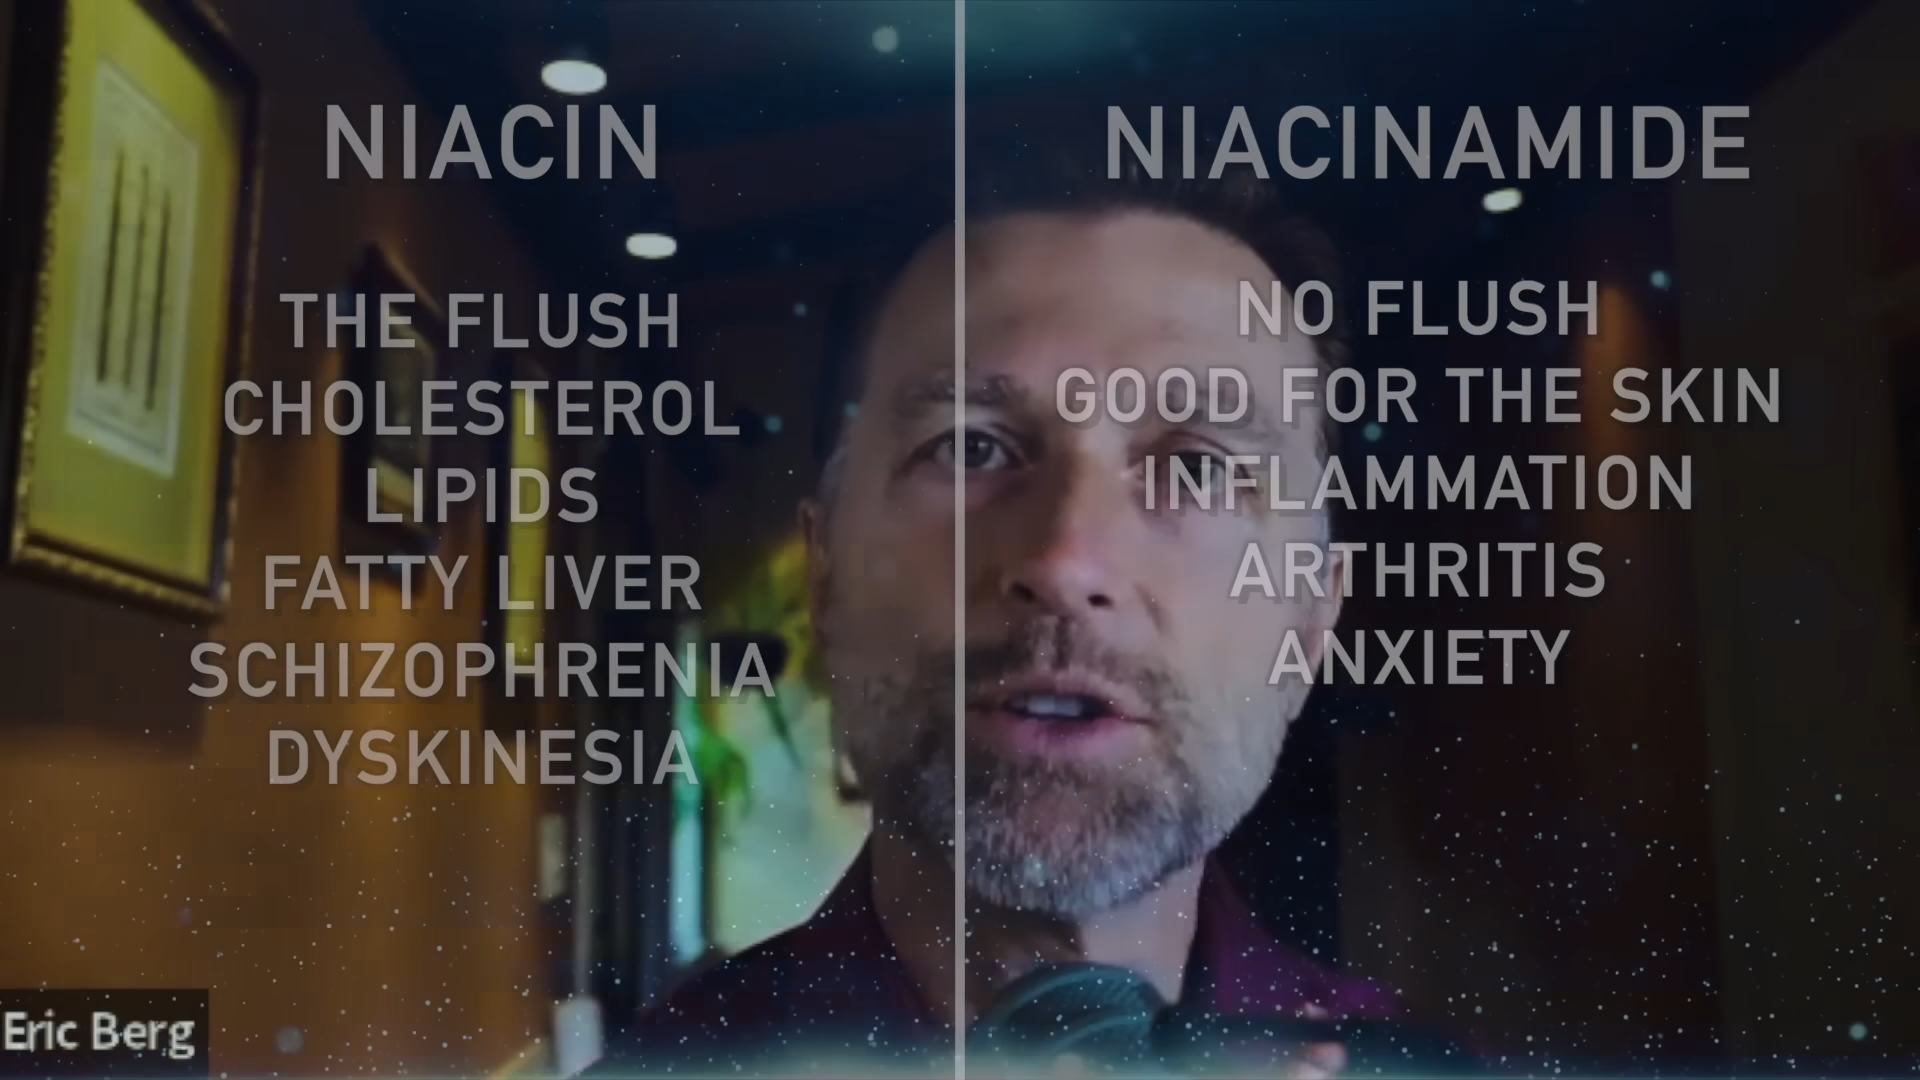 NIACIN
THE FLUSH
CHOLESTEROL
LIPIDS
FATTY LIVER
SCHIZOPHRENIA
DYSKINESIA
NIACINAMIDE
NO FLUSH
GOOD FOR THE SKIN
INFLAMMATION
ARTHRITIS
ANXIETY
Eric Berg